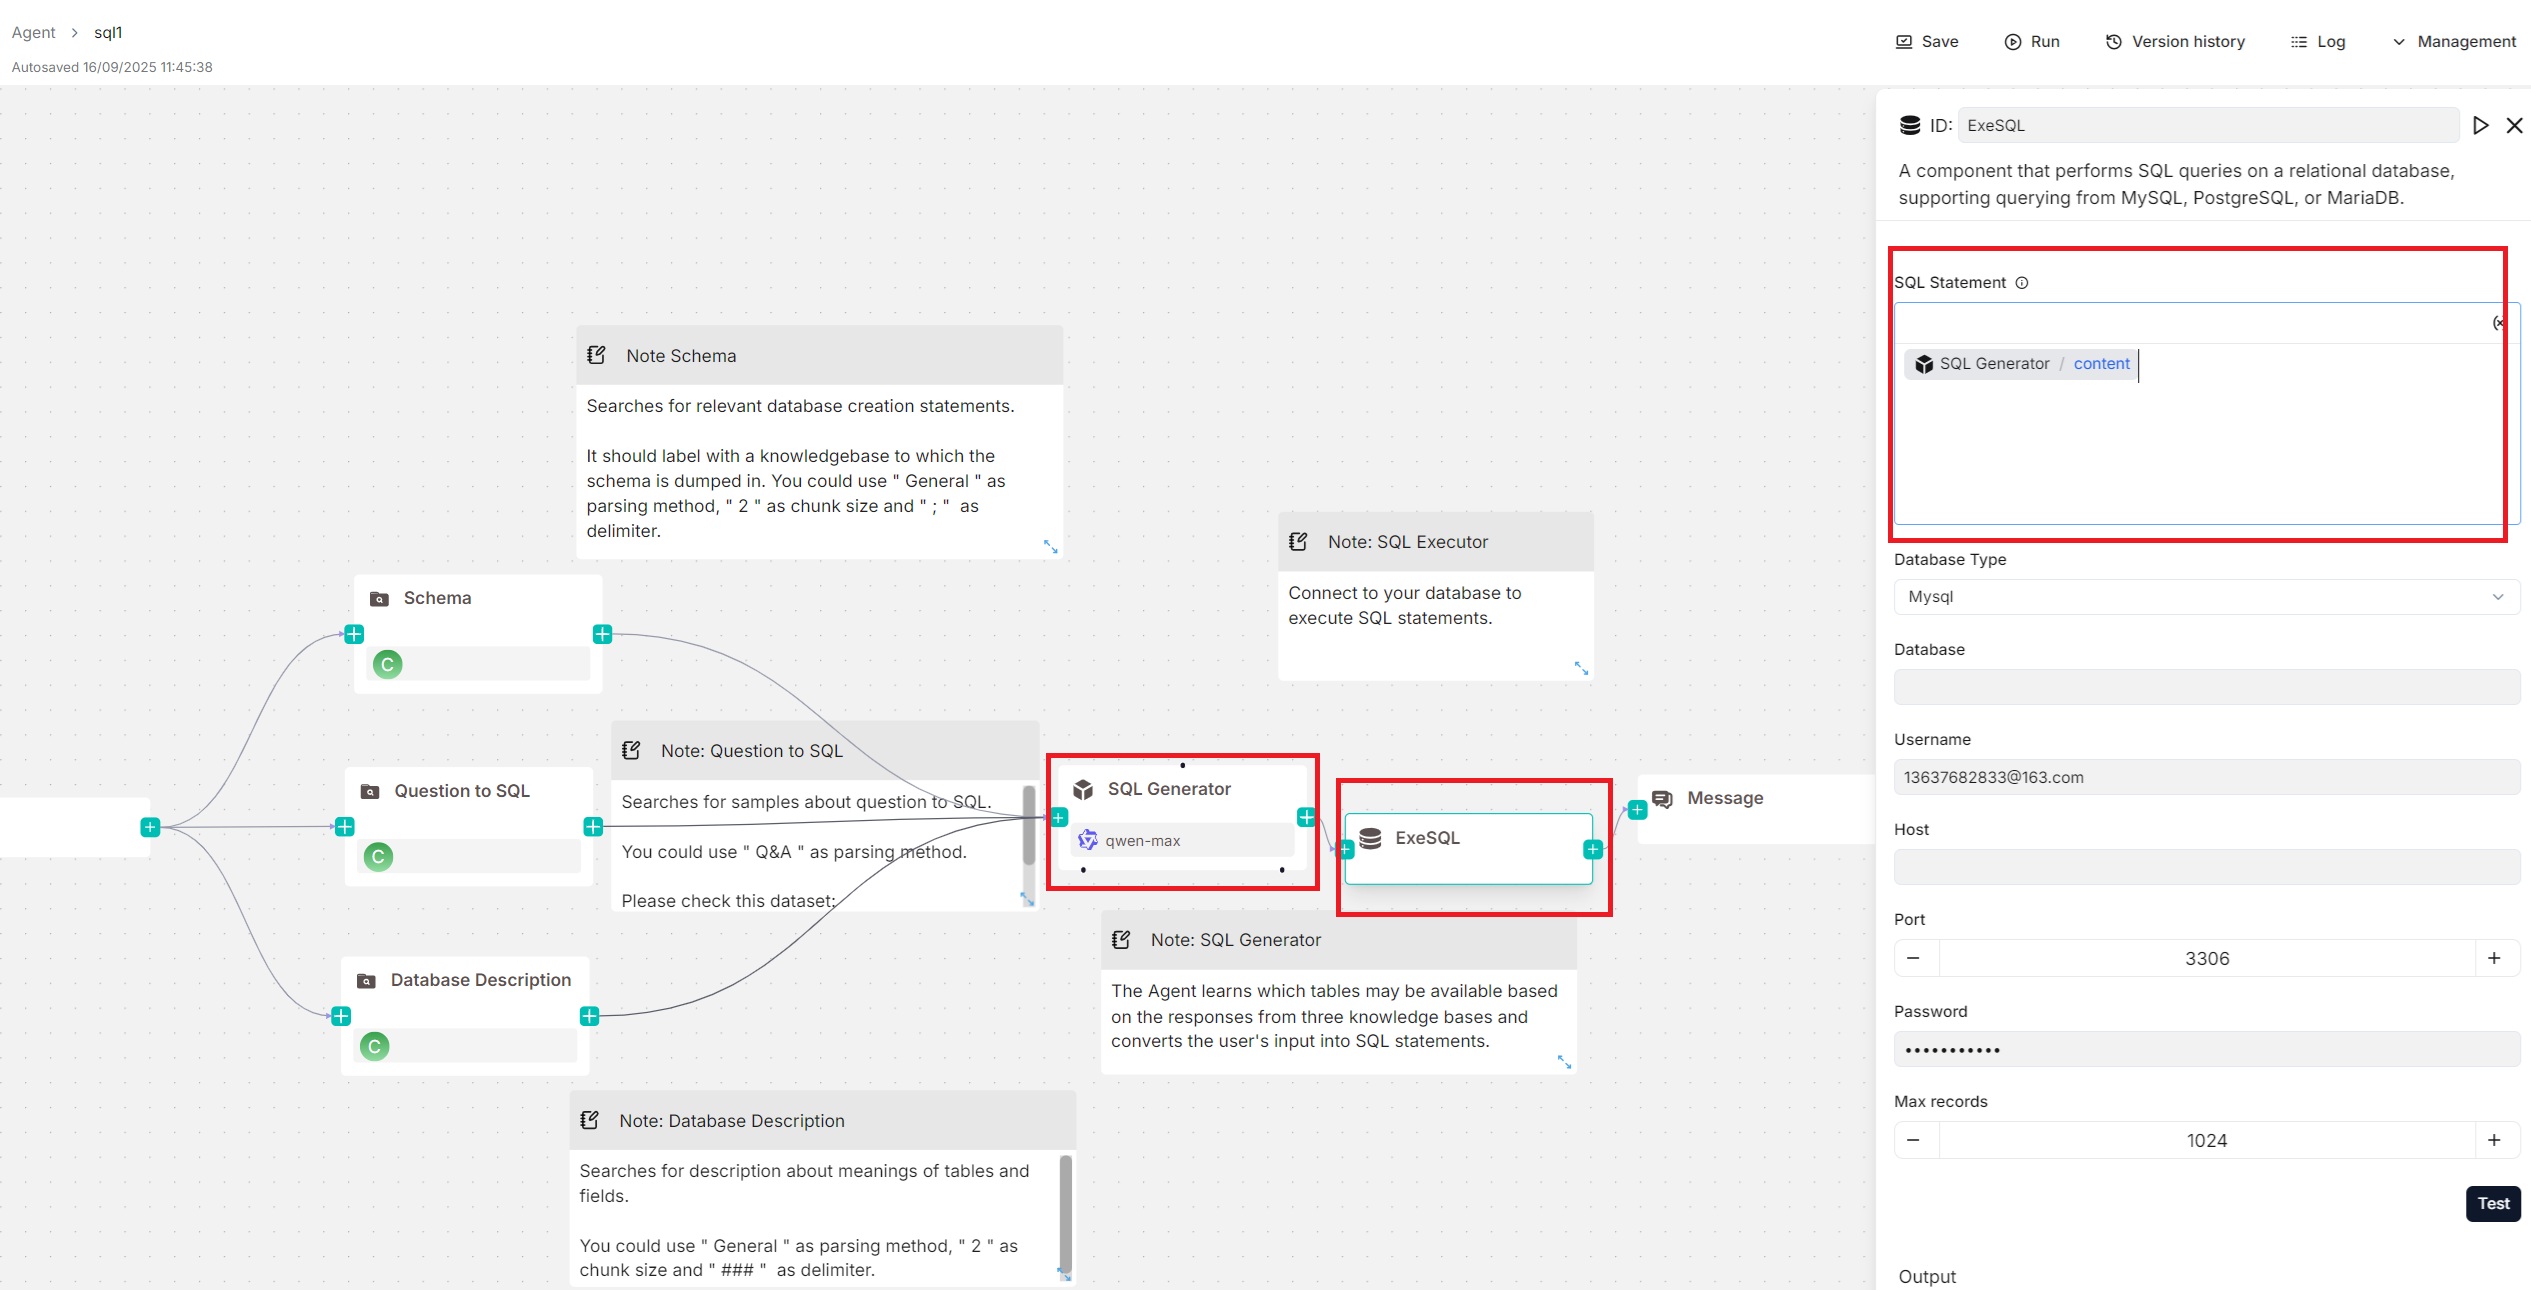 Agent > sql1
Autosaved 16/09/2025 11:45:38
Save
Run
Version history
Log
Management
Note Schema
Searches for relevant database creation statements.
It should label with a knowledgebase to which the
schema is dumped in. You could use " General " as
parsing method, " 2 " as chunk size and " ; "  as
delimiter.
Note: SQL Executor
Connect to your database to
execute SQL statements.
Schema
C
Note: Question to SQL
Searches for samples about question to SQL.
You could use " Q&A " as parsing method.
Please check this dataset:
Question to SQL
C
SQL Generator
qwen-max
ExeSQL
Message
Note: SQL Generator
The Agent learns which tables may be available based
on the responses from three knowledge bases and
converts the user's input into SQL statements.
Database Description
C
Note: Database Description
Searches for description about meanings of tables and
fields.
You could use " General " as parsing method, " 2 " as
chunk size and " ### "  as delimiter.
ID: ExeSQL
A component that performs SQL queries on a relational database,
supporting querying from MySQL, PostgreSQL, or MariaDB.
SQL Statement
(x
SQL Generator / content
Database Type
Mysql
Database
Username
13637682833@163.com
Host
Port
3306
Password
•••••••••••
Max records
1024
Test
Output